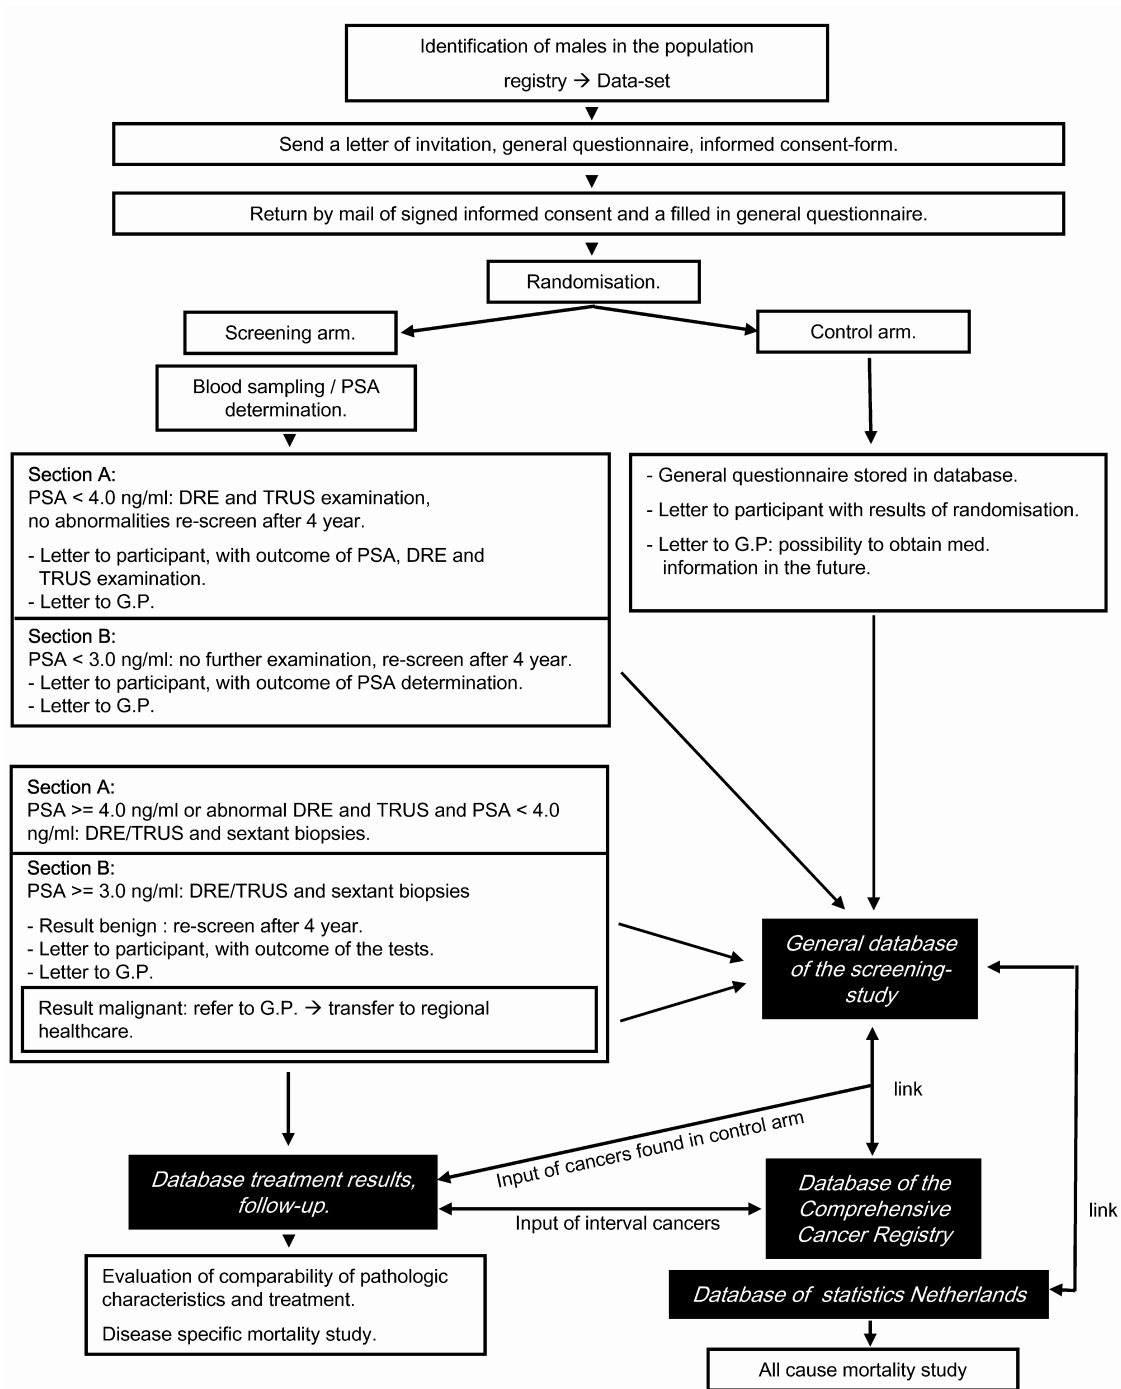 Identification of males in the population
registry → Data-set
Send a letter of invitation, general questionnaire, informed consent-form.
Return by mail of signed informed consent and a filled in general questionnaire.
Randomisation.
Screening arm.
Control arm.
Blood sampling / PSA
determination.
Section A:
PSA < 4.0 ng/ml: DRE and TRUS examination,
no abnormalities re-screen after 4 year.
- Letter to participant, with outcome of PSA, DRE and
TRUS examination.
- Letter to G.P.
Section B:
PSA < 3.0 ng/ml: no further examination, re-screen after 4 year.
- Letter to participant, with outcome of PSA determination.
- Letter to G.P.
- General questionnaire stored in database.
- Letter to participant with results of randomisation.
- Letter to G.P: possibility to obtain med.
information in the future.
Section A:
PSA >= 4.0 ng/ml or abnormal DRE and TRUS and PSA < 4.0
ng/ml: DRE/TRUS and sextant biopsies.
Section B:
PSA >= 3.0 ng/ml: DRE/TRUS and sextant biopsies
- Result benign : re-screen after 4 year.
- Letter to participant, with outcome of the tests.
- Letter to G.P.
Result malignant: refer to G.P. → transfer to regional
healthcare.
General database
of the screening-
study
link
Input of cancers found in control arm
Database treatment results,
follow-up.
Input of interval cancers
Database of the
Comprehensive
Cancer Registry
link
Evaluation of comparability of pathologic
characteristics and treatment.
Disease specific mortality study.
Database of statistics Netherlands
All cause mortality study